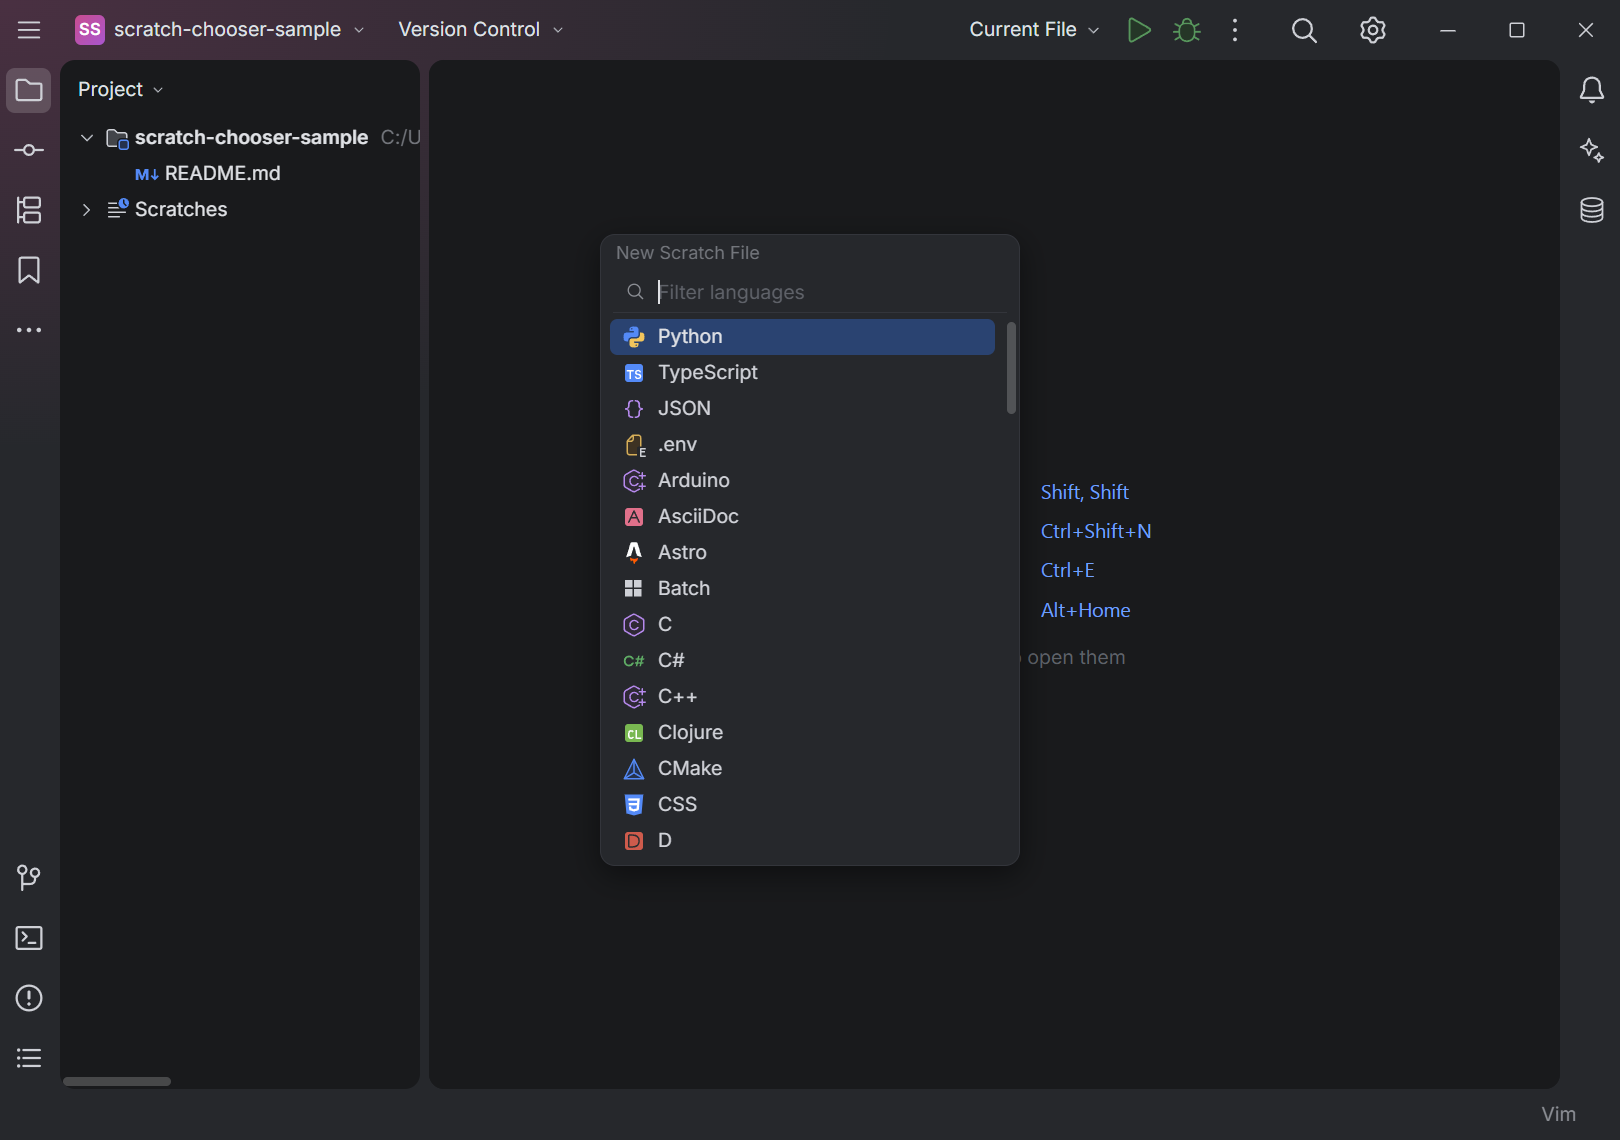 SS scratch-chooser-sample Version Control Current File
Project
scratch-chooser-sample C:/U
M↓ README.md
Scratches
New Scratch File
Filter languages
Python
TS TypeScript
{} JSON
E .env
C++ Arduino
A AsciiDoc
Astro
Batch
C C
C# C#
C++ C++
CL Clojure
CMake
3 CSS
D D
Shift, Shift
Ctrl+Shift+N
Ctrl+E
Alt+Home
open them
Vim